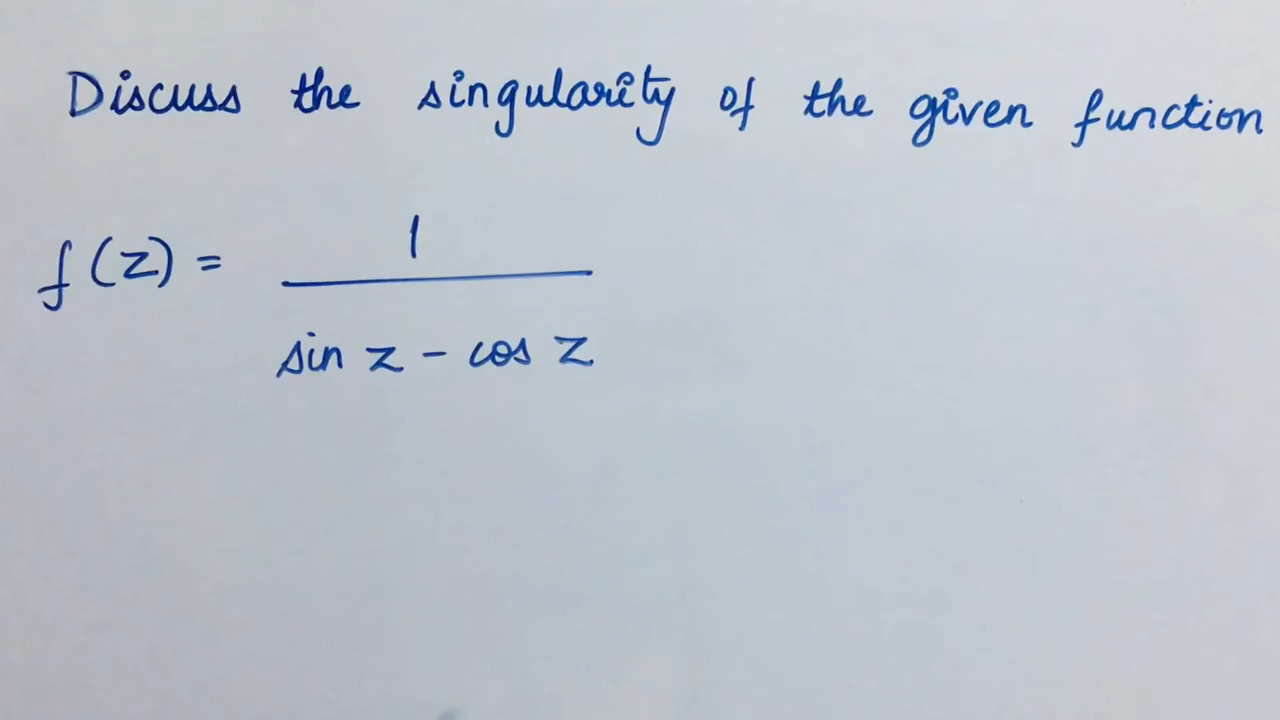 Discuss the singularity of the given function
f(z) = 1 / (sin z - cos z)